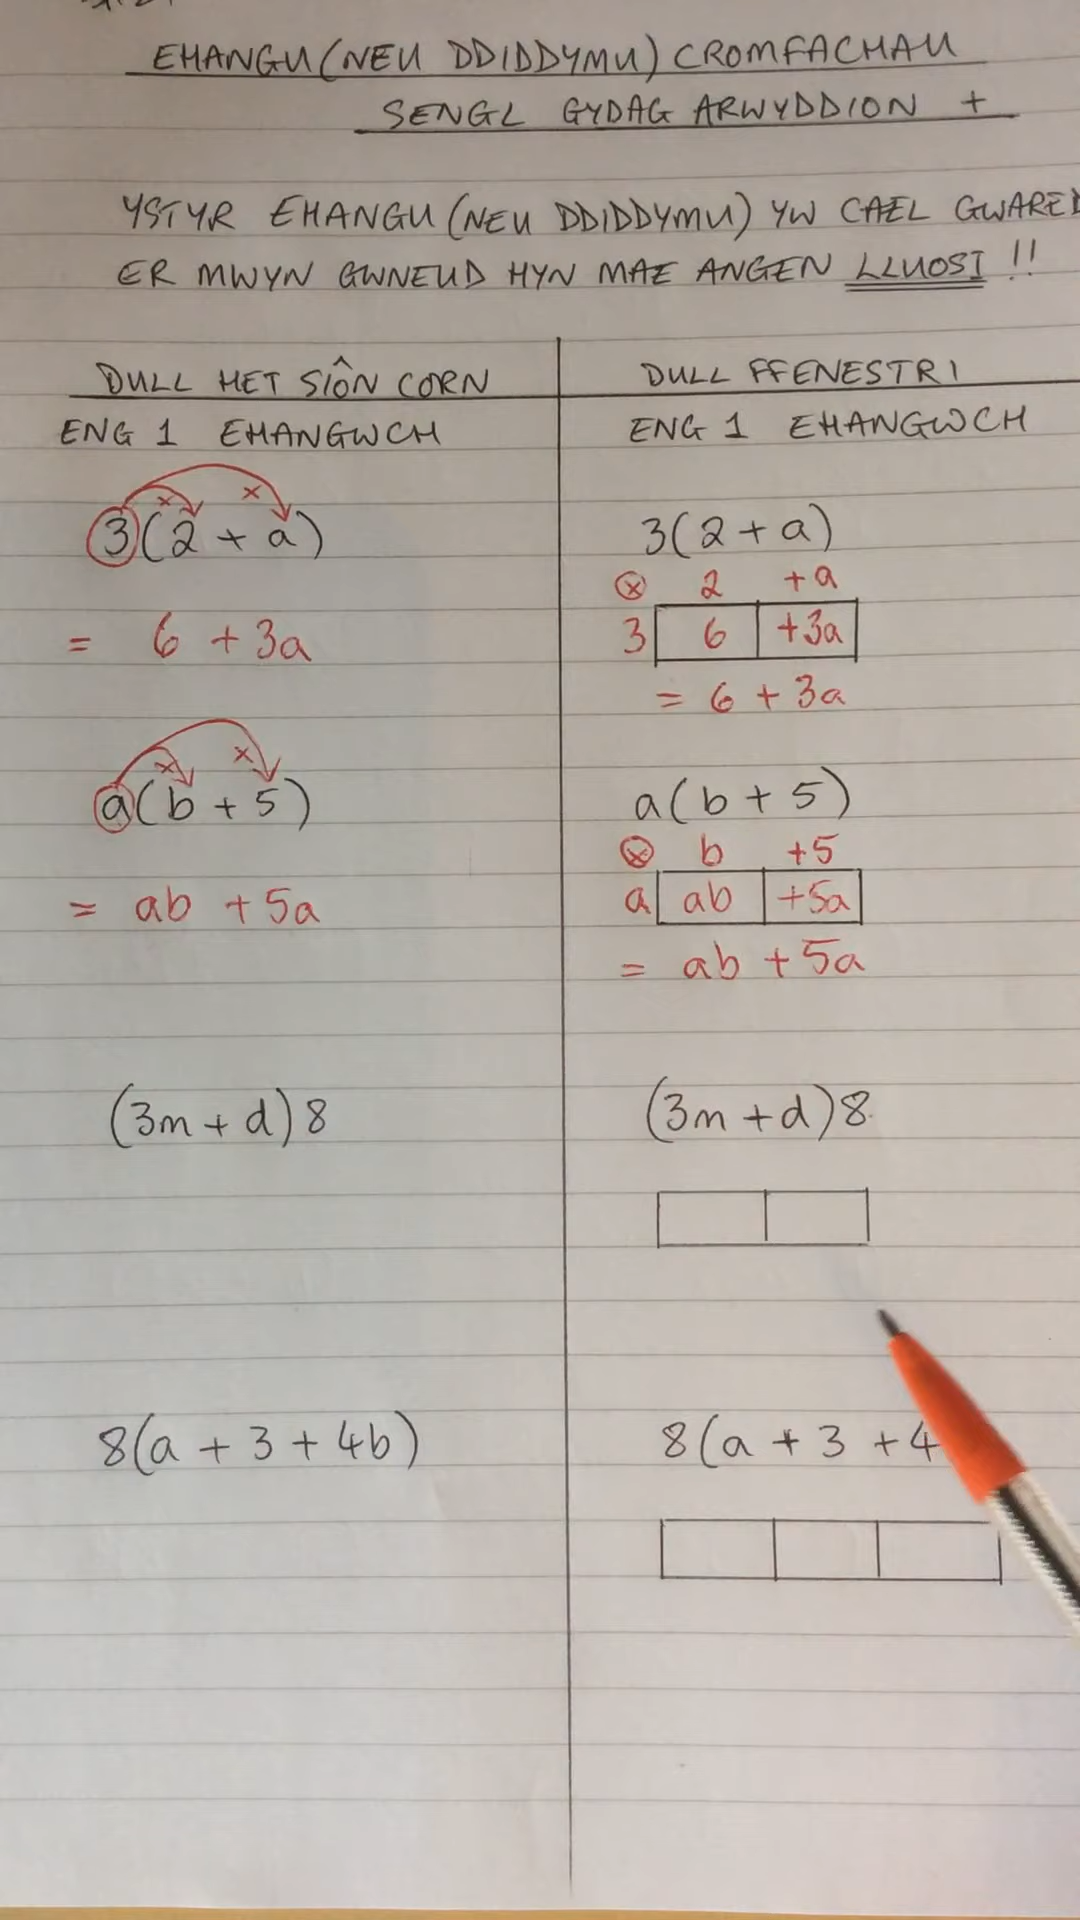 EHANGU (NEU DDIDDYMU) CROMFACHAU
SENGL GYDAG ARWYDDION +
YSTYR EHANGU (NEU DDIDDYMU) YW CAEL GWARED
ER MWYN GWNEUD HYN MAE ANGEN LLUOSI !!
DULL HET SIÔN CORN
ENG 1 EHANGWCH
3(2 + a)
= 6 + 3a
a(b + 5)
= ab + 5a
(3m + d) 8
8(a + 3 + 4b)
DULL FFENESTRI
ENG 1 EHANGWCH
3(2 + a)
⊗ 2 + a
3 6 +3a
= 6 + 3a
a(b + 5)
⊗ b +5
a ab +5a
= ab + 5a
(3m + d) 8
8(a + 3 + 4